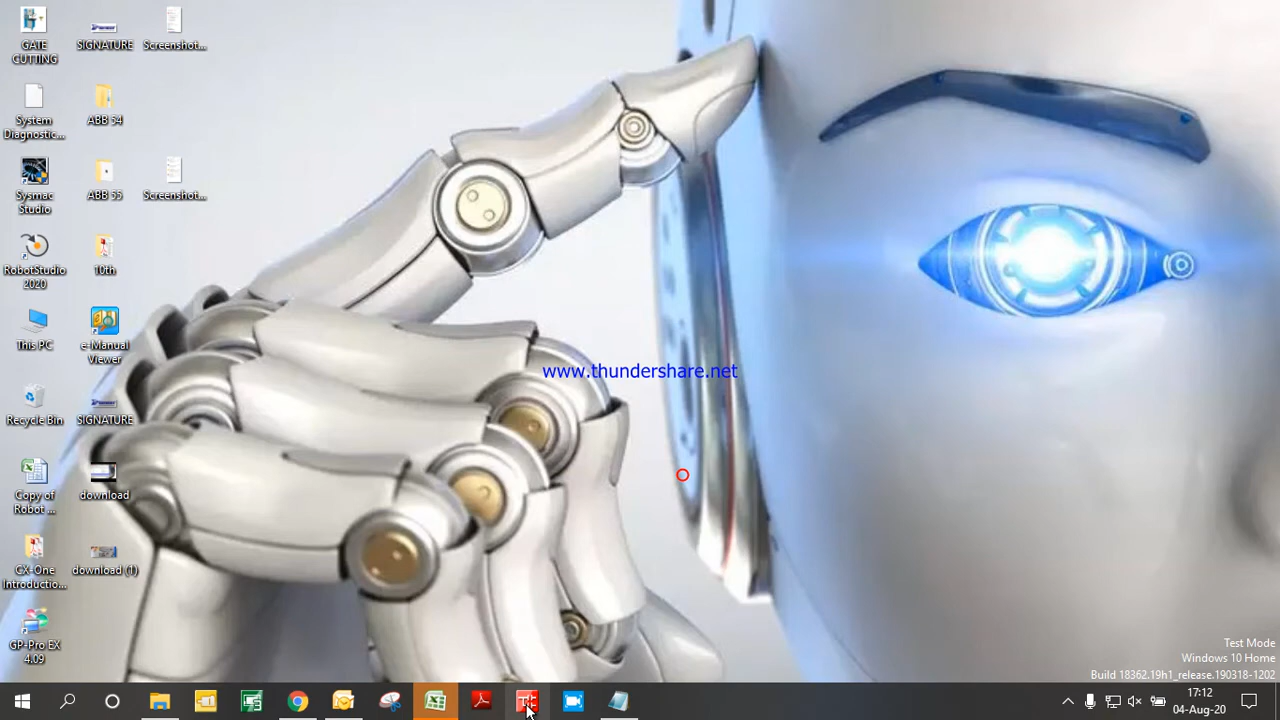 GATE
CUTTING
SIGNATURE
Screenshot...
System
Diagnostic...
ABB 54
Sysmac
Studio
ABB 55
Screenshot...
RobotStudio
2020
10th
This PC
e-Manual
Viewer
Recycle Bin
SIGNATURE
Copy of
Robot ...
download
CX-One
Introductio...
download (1)
GP-Pro EX
4.09
www.thundershare.net
Test Mode
Windows 10 Home
Build 18362.19h1_release.190318-1202
17:12
04-Aug-20